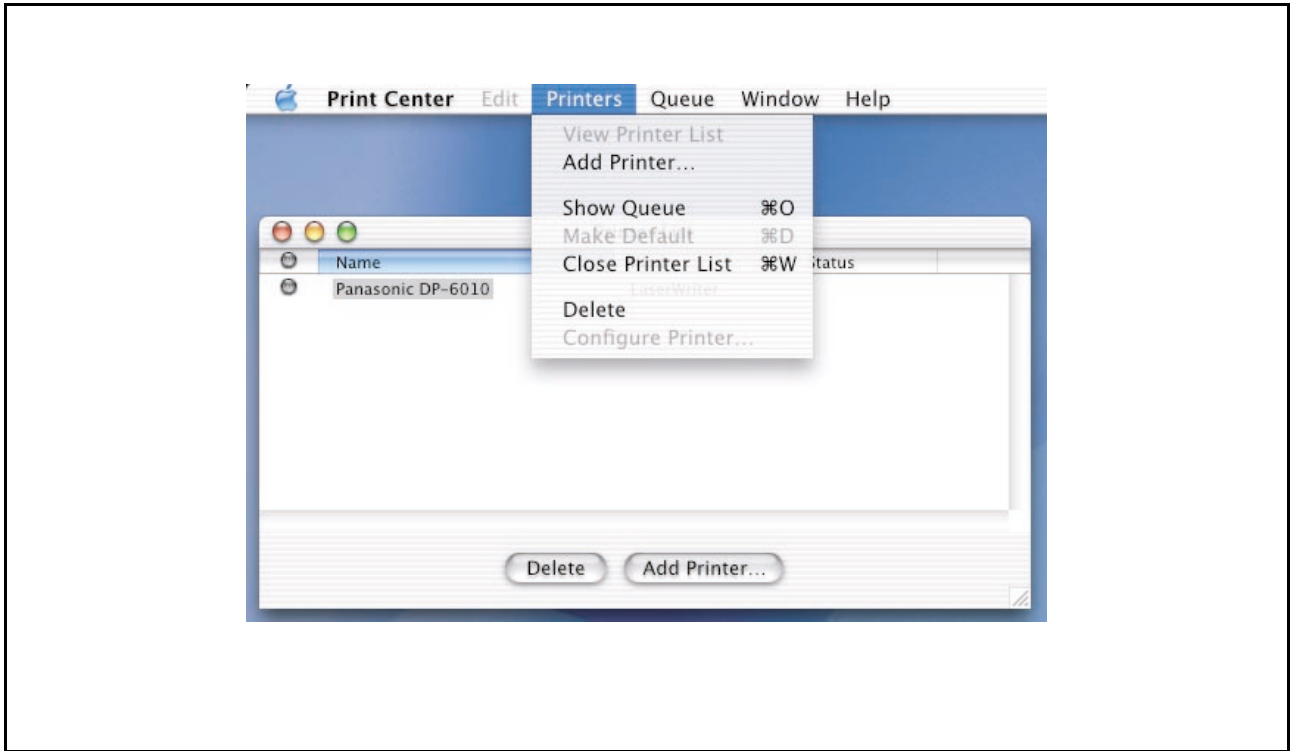 Print Center Edit Printers Queue Window Help
View Printer List
Add Printer...
Show Queue ⌘O
Make Default ⌘D
Close Printer List ⌘W
Delete
Configure Printer...
Name Status
Panasonic DP-6010 LaserWriter
Delete Add Printer...